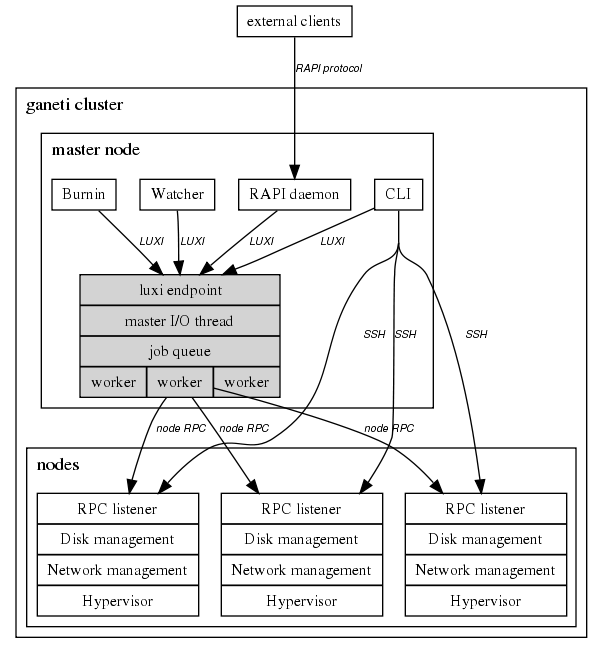 external clients
RAPI protocol
ganeti cluster
master node
Burnin
Watcher
RAPI daemon
CLI
LUXI
LUXI
LUXI
LUXI
luxi endpoint
master I/O thread
job queue
worker
worker
worker
SSH
SSH
SSH
node RPC
node RPC
node RPC
nodes
RPC listener
Disk management
Network management
Hypervisor
RPC listener
Disk management
Network management
Hypervisor
RPC listener
Disk management
Network management
Hypervisor